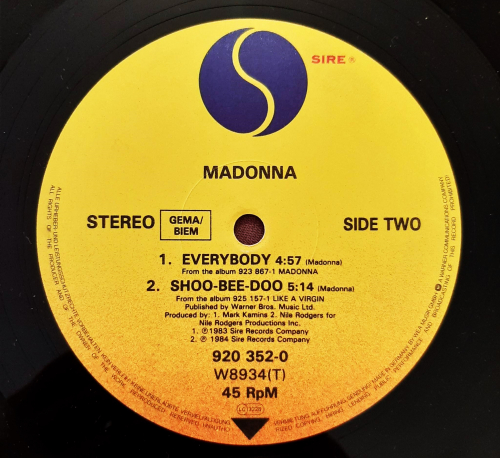 SIRE ®
MADONNA
STEREO
GEMA/
BIEM
SIDE TWO
1. EVERYBODY 4:57 (Madonna)
From the album 923 867-1 MADONNA
2. SHOO-BEE-DOO 5:14 (Madonna)
From the album 925 157-1 LIKE A VIRGIN
Published by Warner Bros. Music Ltd.
Produced by: 1. Mark Kamins 2. Nile Rodgers for
Nile Rodgers Productions Inc.
1. ℗ 1983 Sire Records Company
2. ℗ 1984 Sire Records Company
920 352-0
W8934(T)
45 RpM